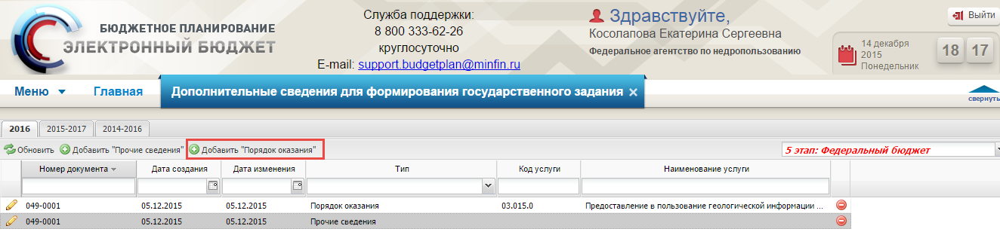 БЮДЖЕТНОЕ ПЛАНИРОВАНИЕ
ЭЛЕКТРОННЫЙ БЮДЖЕТ
Служба поддержки:
8 800 333-62-26
круглосуточно
E-mail: support.budgetplan@minfin.ru
Здравствуйте,
Косолапова Екатерина Сергеевна
Федеральное агентство по недропользованию
Выйти
14 декабря
2015
Понедельник
18 17
Меню Главная Дополнительные сведения для формирования государственного задания
свернуть
2016 2015-2017 2014-2016
Обновить Добавить "Прочие сведения" Добавить "Порядок оказания" 5 этап: Федеральный бюджет
Номер документа Дата создания Дата изменения Тип Код услуги Наименование услуги
049-0001 05.12.2015 05.12.2015 Порядок оказания 03.015.0 Предоставление в пользование геологической информации ...
049-0001 05.12.2015 05.12.2015 Прочие сведения